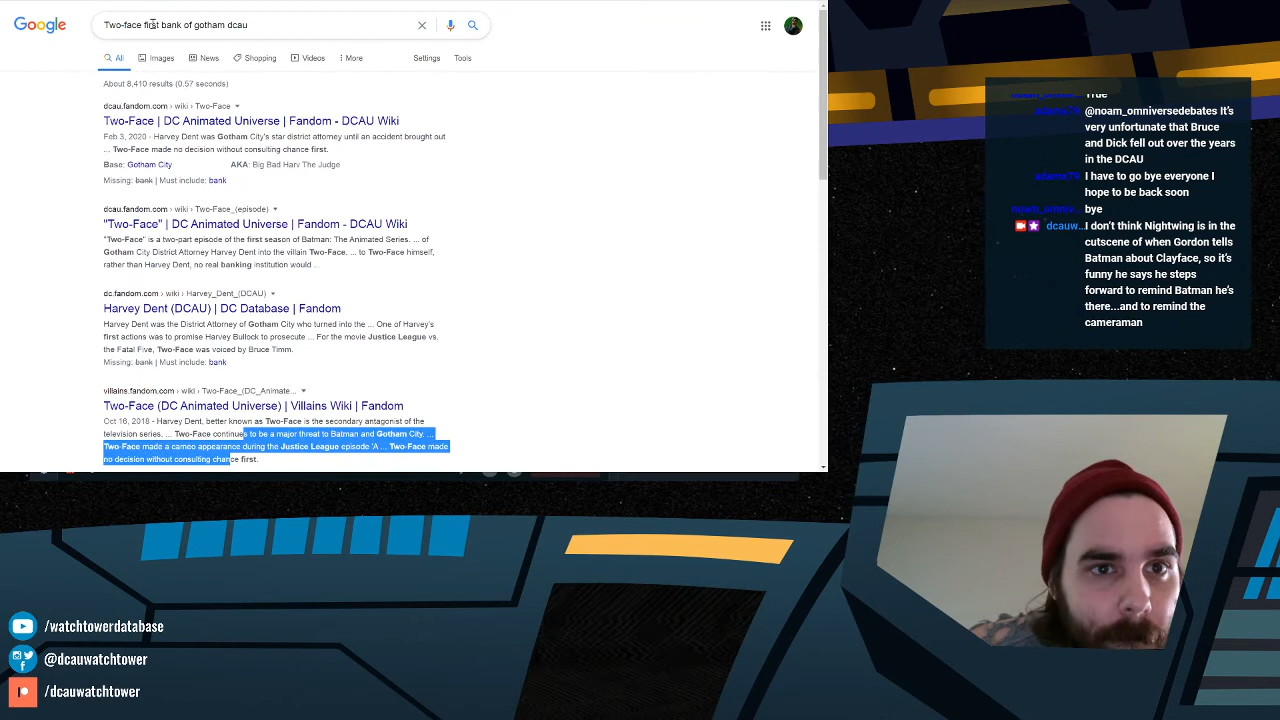 Google
Two-face first bank of gotham dcau
All Images News Shopping Videos More Settings Tools
About 8,410 results (0.57 seconds)
dcau.fandom.com › wiki › Two-Face
Two-Face | DC Animated Universe | Fandom - DCAU Wiki
Feb 3, 2020 - Harvey Dent was Gotham City's star district attorney until an accident brought out
... Two-Face made no decision without consulting chance first.
Base: Gotham City AKA: Big Bad Harv The Judge
Missing: bank | Must include: bank
dcau.fandom.com › wiki › Two-Face_(episode)
"Two-Face" | DC Animated Universe | Fandom - DCAU Wiki
"Two-Face" is a two-part episode of the first season of Batman: The Animated Series. ... of
Gotham City District Attorney Harvey Dent into the villain Two-Face. ... to Two-Face himself,
rather than Harvey Dent, no real banking institution would ...
dc.fandom.com › wiki › Harvey_Dent_(DCAU)
Harvey Dent (DCAU) | DC Database | Fandom
Harvey Dent was the District Attorney of Gotham City who turned into the ... One of Harvey's
first actions was to promise Harvey Bullock to prosecute ... For the movie Justice League vs.
the Fatal Five, Two-Face was voiced by Bruce Timm.
Missing: bank | Must include: bank
villains.fandom.com › wiki › Two-Face_(DC_Animate...
Two-Face (DC Animated Universe) | Villains Wiki | Fandom
Oct 16, 2018 - Harvey Dent, better known as Two-Face is the secondary antagonist of the
television series. ... Two-Face continues to be a major threat to Batman and Gotham City. ...
Two-Face made a cameo appearance during the Justice League episode 'A ... Two-Face made
no decision without consulting chance first.
True
adamx79 @noam_omniversedebates It's
very unfortunate that Bruce
and Dick fell out over the years
in the DCAU
adamx79 I have to go bye everyone I
hope to be back soon
noam_omniv... bye
dcauw... I don't think Nightwing is in the
cutscene of when Gordon tells
Batman about Clayface, so it's
funny he says he steps
forward to remind Batman he's
there...and to remind the
cameraman
/watchtowerdatabase
@dcauwatchtower
/dcauwatchtower